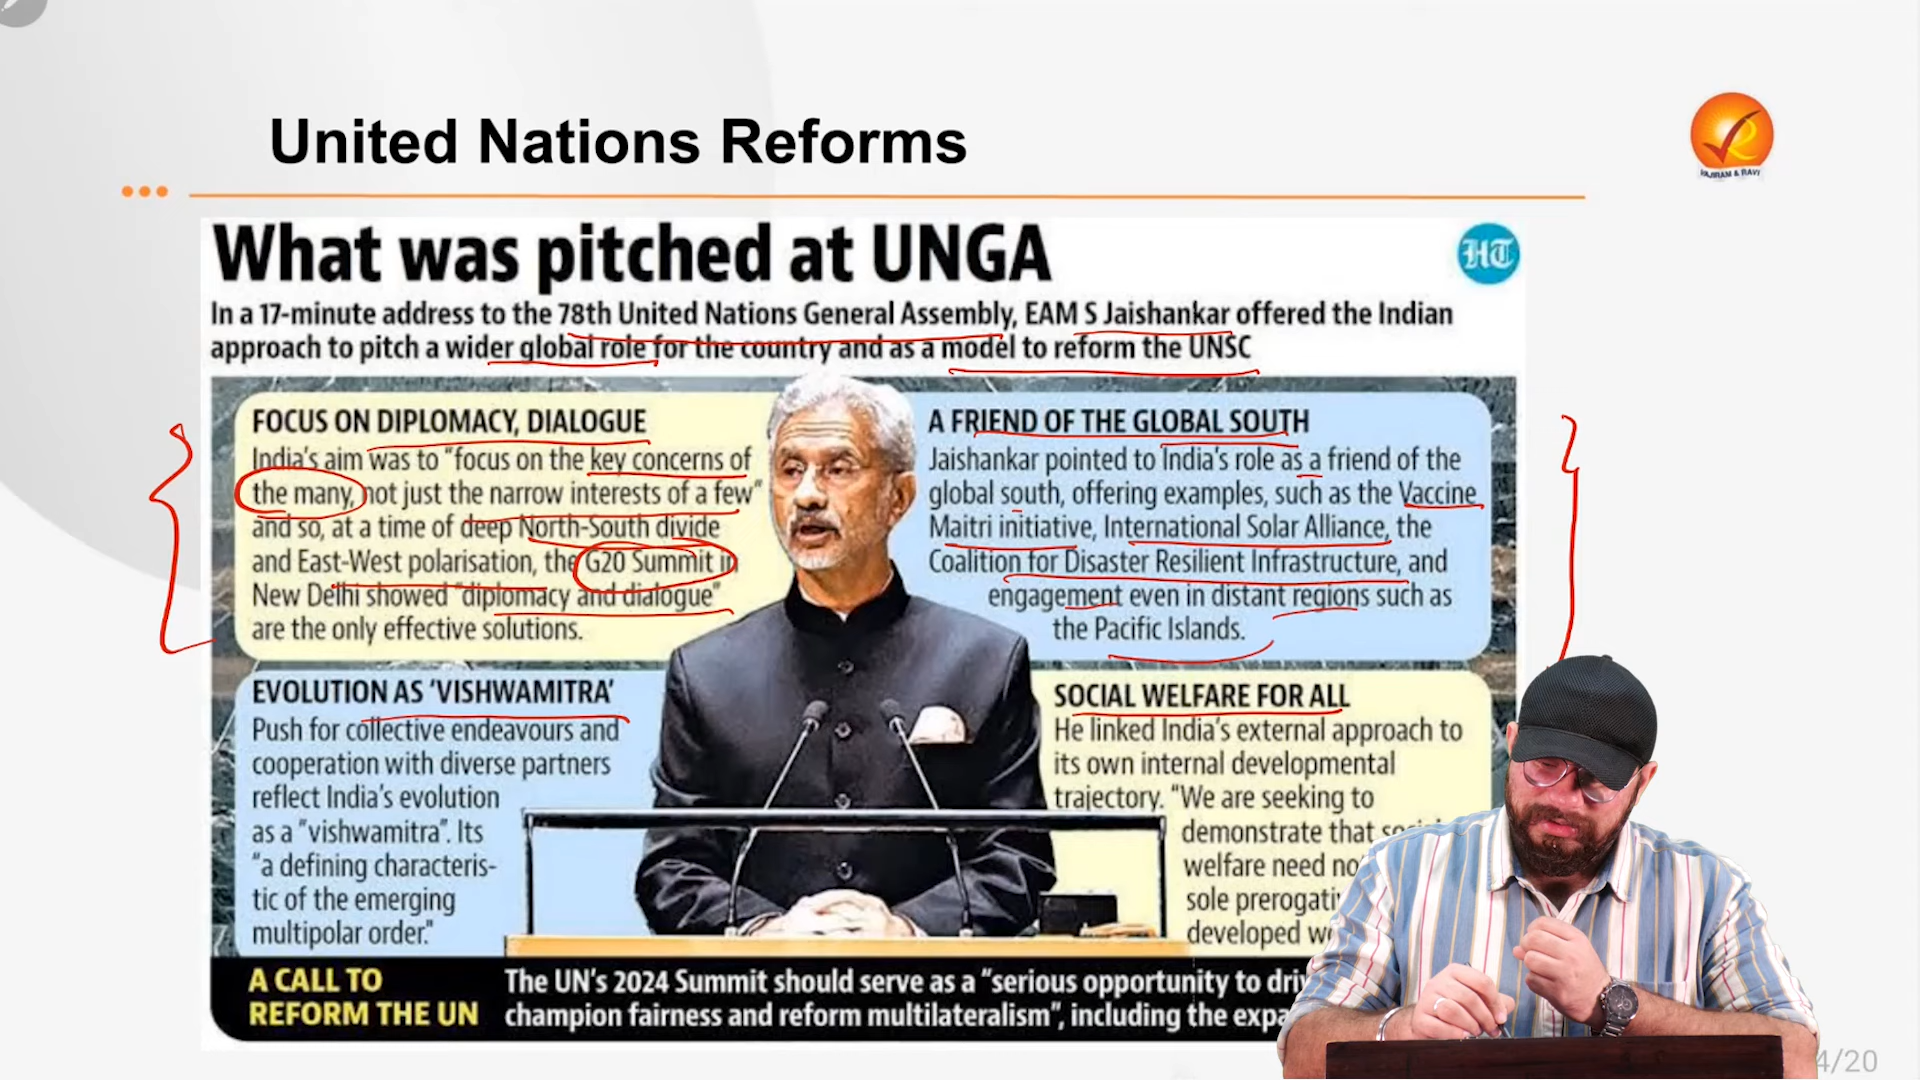 United Nations Reforms
VAJIRAM & RAVI
What was pitched at UNGA
HT
In a 17-minute address to the 78th United Nations General Assembly, EAM S Jaishankar offered the Indian
approach to pitch a wider global role for the country and as a model to reform the UNSC
FOCUS ON DIPLOMACY, DIALOGUE
India's aim was to "focus on the key concerns of
the many, not just the narrow interests of a few"
and so, at a time of deep North-South divide
and East-West polarisation, the G20 Summit in
New Delhi showed "diplomacy and dialogue"
are the only effective solutions.
A FRIEND OF THE GLOBAL SOUTH
Jaishankar pointed to India's role as a friend of the
global south, offering examples, such as the Vaccine
Maitri initiative, International Solar Alliance, the
Coalition for Disaster Resilient Infrastructure, and
engagement even in distant regions such as
the Pacific Islands.
EVOLUTION AS 'VISHWAMITRA'
Push for collective endeavours and
cooperation with diverse partners
reflect India's evolution
as a "vishwamitra". Its
"a defining characteris-
tic of the emerging
multipolar order."
SOCIAL WELFARE FOR ALL
He linked India's external approach to
its own internal developmental
trajectory. "We are seeking to
demonstrate that
welfare need
sole
developed
A CALL TO
REFORM THE UN
The UN's 2024 Summit should serve as a "serious opportunity to
champion fairness and reform multilateralism", including the
4/20